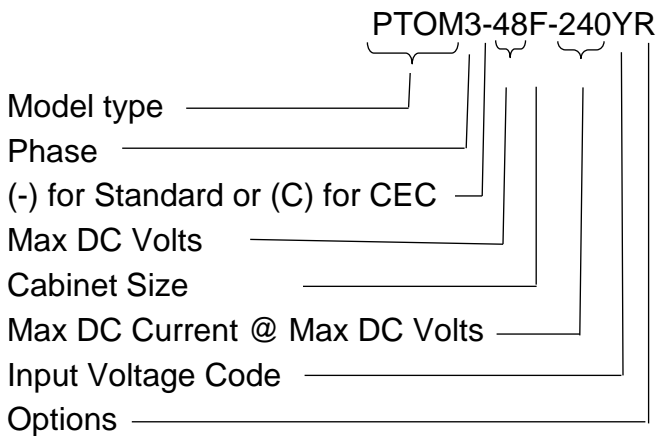 PTOM3-48F-240YR
Model type
Phase
(-) for Standard or (C) for CEC
Max DC Volts
Cabinet Size
Max DC Current @ Max DC Volts
Input Voltage Code
Options